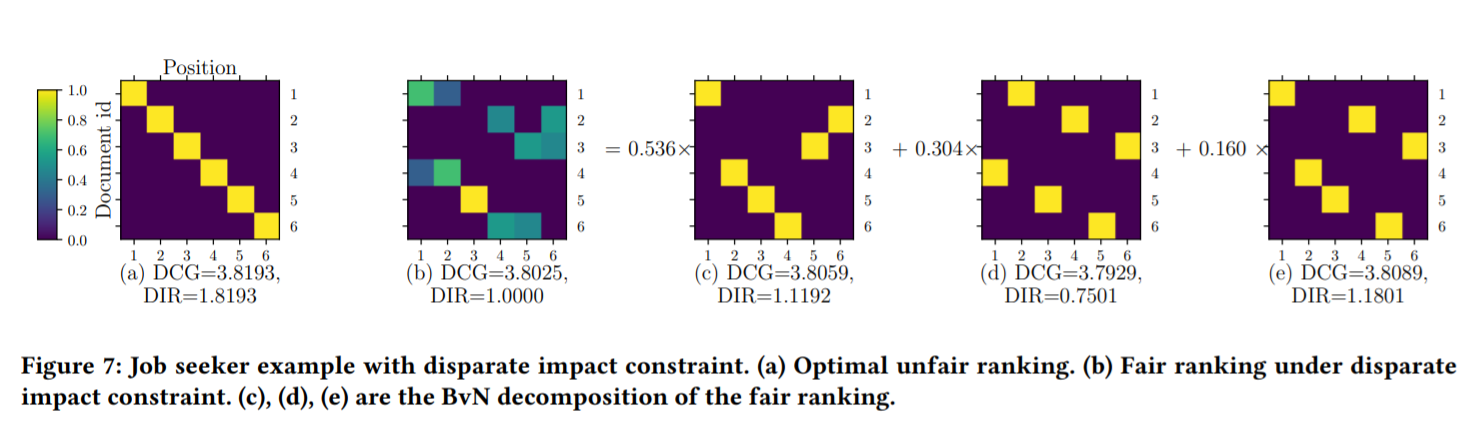 Position
1.0
0.8
0.6
0.4
0.2
0.0
Document id
1
2
3
4
5
6
1 2 3 4 5 6
(a) DCG=3.8193,
DIR=1.8193
1
2
3
4
5
6
1 2 3 4 5 6
(b) DCG=3.8025,
DIR=1.0000
= 0.536×
1
2
3
4
5
6
1 2 3 4 5 6
(c) DCG=3.8059,
DIR=1.1192
+ 0.304×
1
2
3
4
5
6
1 2 3 4 5 6
(d) DCG=3.7929,
DIR=0.7501
+ 0.160 ×
1
2
3
4
5
6
1 2 3 4 5 6
(e) DCG=3.8089,
DIR=1.1801
Figure 7: Job seeker example with disparate impact constraint. (a) Optimal unfair ranking. (b) Fair ranking under disparate
impact constraint. (c), (d), (e) are the BvN decomposition of the fair ranking.